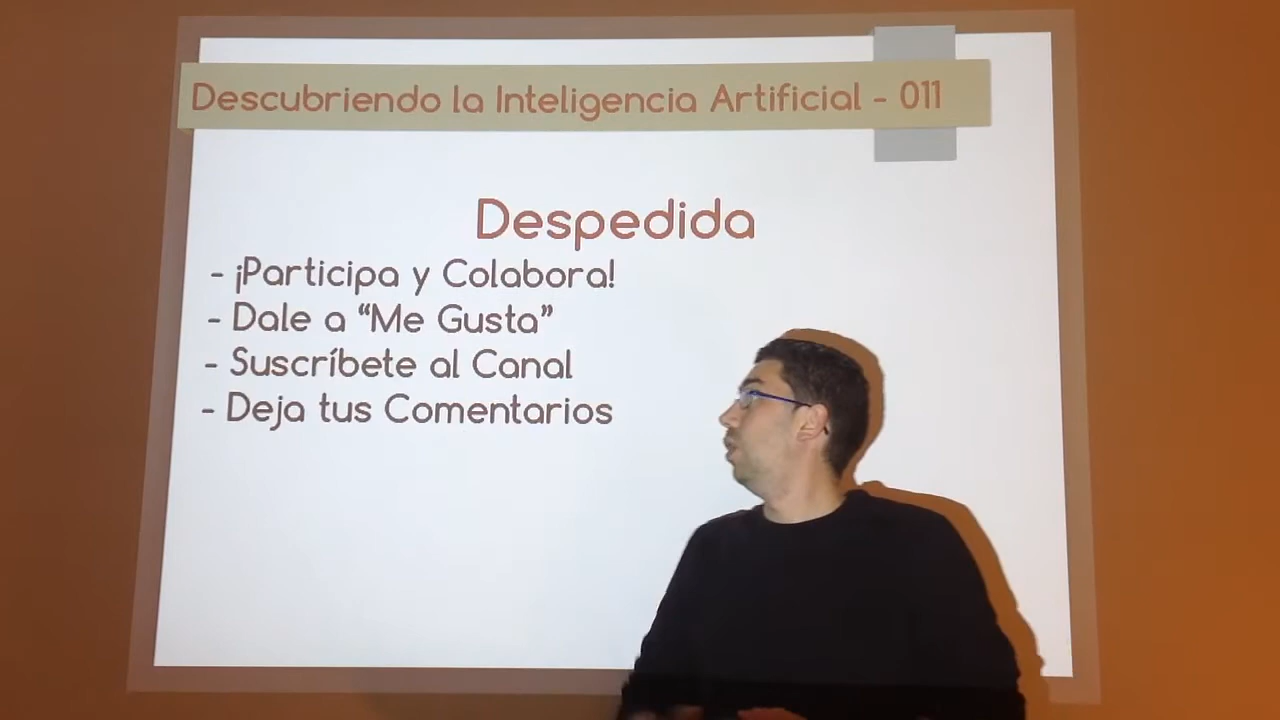 Descubriendo la Inteligencia Artificial - 011
Despedida
- ¡Participa y Colabora!
- Dale a “Me Gusta”
- Suscríbete al Canal
- Deja tus Comentarios